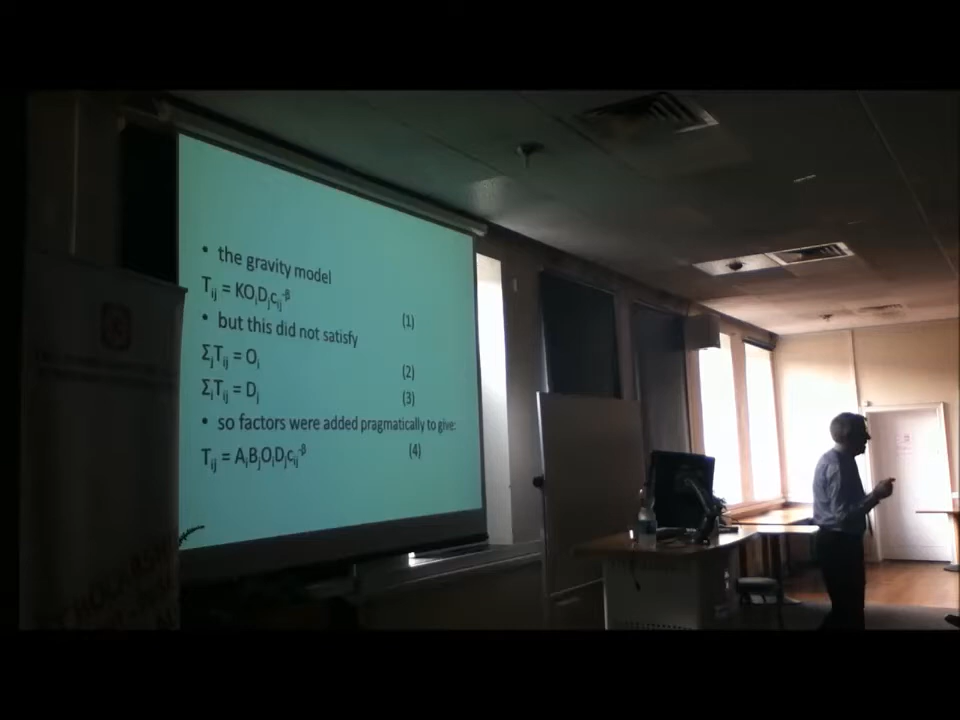 • the gravity model
Tᵢⱼ = KOᵢDⱼcᵢⱼ⁻ᵝ (1)
• but this did not satisfy
ΣⱼTᵢⱼ = Oᵢ (2)
ΣᵢTᵢⱼ = Dⱼ (3)
• so factors were added pragmatically to give:
Tᵢⱼ = AᵢBⱼOᵢDⱼcᵢⱼ⁻ᵝ (4)